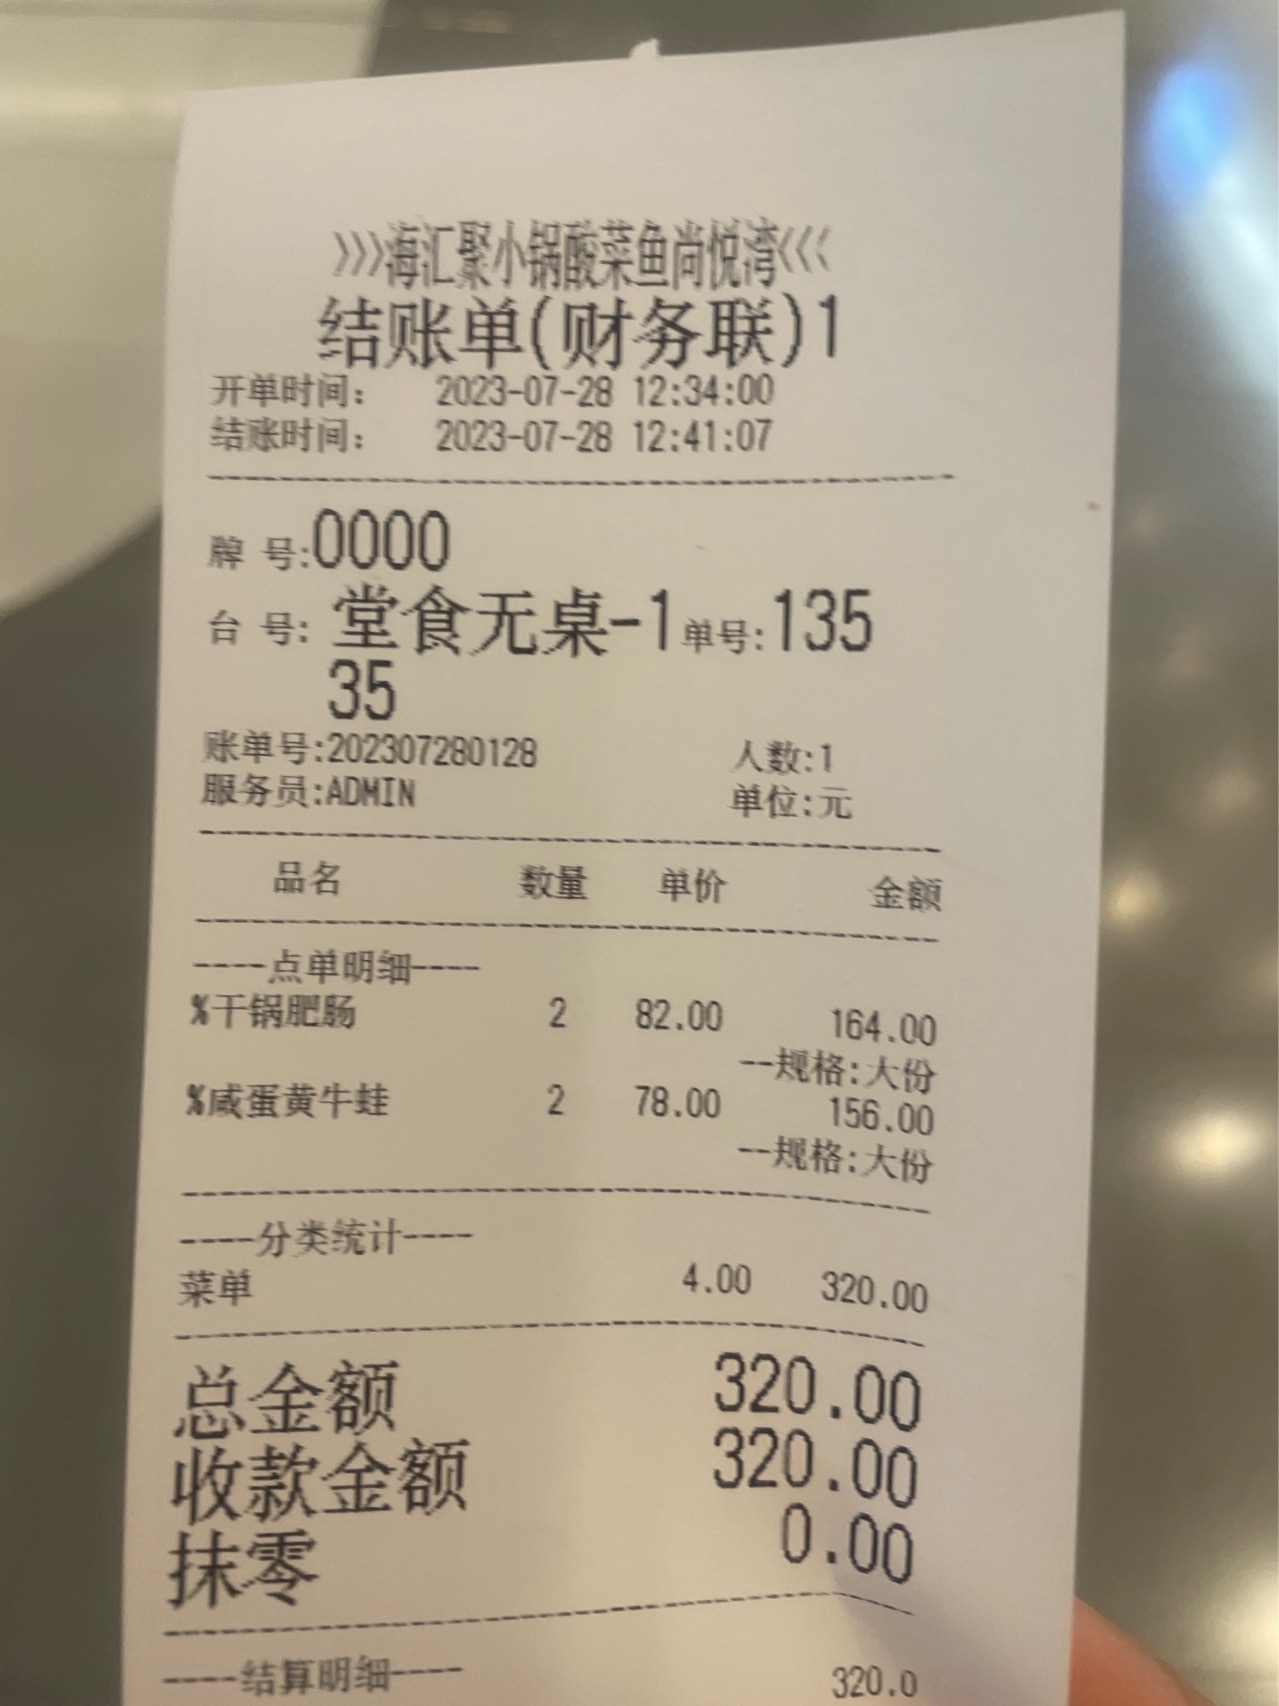 >>>海汇聚小锅酸菜鱼尚悦湾<<<
结账单(财务联)1
开单时间： 2023-07-28 12:34:00
结账时间： 2023-07-28 12:41:07
牌 号:0000
台 号: 堂食无桌-1 单号:135
35
账单号:202307280128 人数:1
服务员:ADMIN 单位:元
品名 数量 单价 金额
----点单明细----
%干锅肥肠 2 82.00 164.00
--规格:大份
%咸蛋黄牛蛙 2 78.00 156.00
--规格:大份
----分类统计----
菜单 4.00 320.00
总金额 320.00
收款金额 320.00
抹零 0.00
----结算明细----
320.0